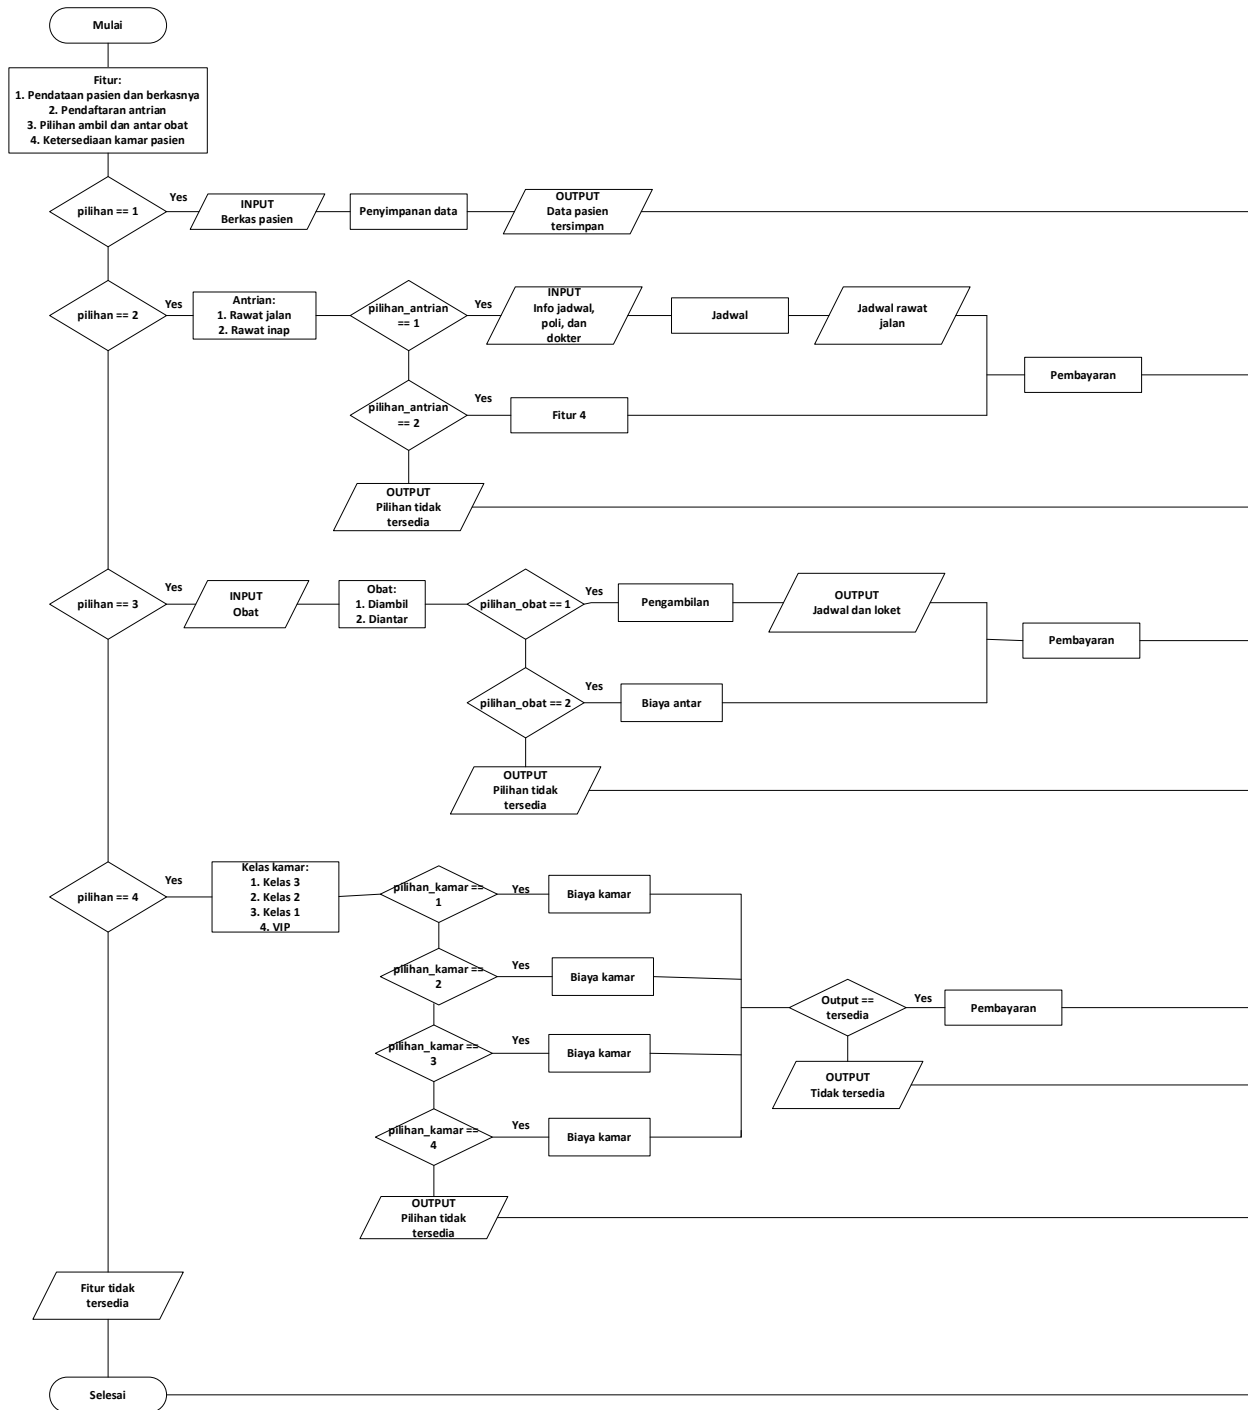 Mulai
Fitur:
1. Pendataan pasien dan berkasnya
2. Pendaftaran antrian
3. Pilihan ambil dan antar obat
4. Ketersediaan kamar pasien
pilihan == 1
Yes
INPUT
Berkas pasien
Penyimpanan data
OUTPUT
Data pasien
tersimpan
pilihan == 2
Yes
Antrian:
1. Rawat jalan
2. Rawat inap
pilihan_antrian
== 1
Yes
INPUT
Info jadwal,
poli, dan
dokter
Jadwal
Jadwal rawat
jalan
Pembayaran
pilihan_antrian
== 2
Yes
Fitur 4
OUTPUT
Pilihan tidak
tersedia
pilihan == 3
Yes
INPUT
Obat
Obat:
1. Diambil
2. Diantar
pilihan_obat == 1
Yes
Pengambilan
OUTPUT
Jadwal dan loket
Pembayaran
pilihan_obat == 2
Yes
Biaya antar
OUTPUT
Pilihan tidak
tersedia
pilihan == 4
Yes
Kelas kamar:
1. Kelas 3
2. Kelas 2
3. Kelas 1
4. VIP
pilihan_kamar ==
1
Yes
Biaya kamar
pilihan_kamar ==
2
Yes
Biaya kamar
Output ==
tersedia
Yes
Pembayaran
pilihan_kamar ==
3
Yes
Biaya kamar
OUTPUT
Tidak tersedia
pilihan_kamar ==
4
Yes
Biaya kamar
OUTPUT
Pilihan tidak
tersedia
Fitur tidak
tersedia
Selesai